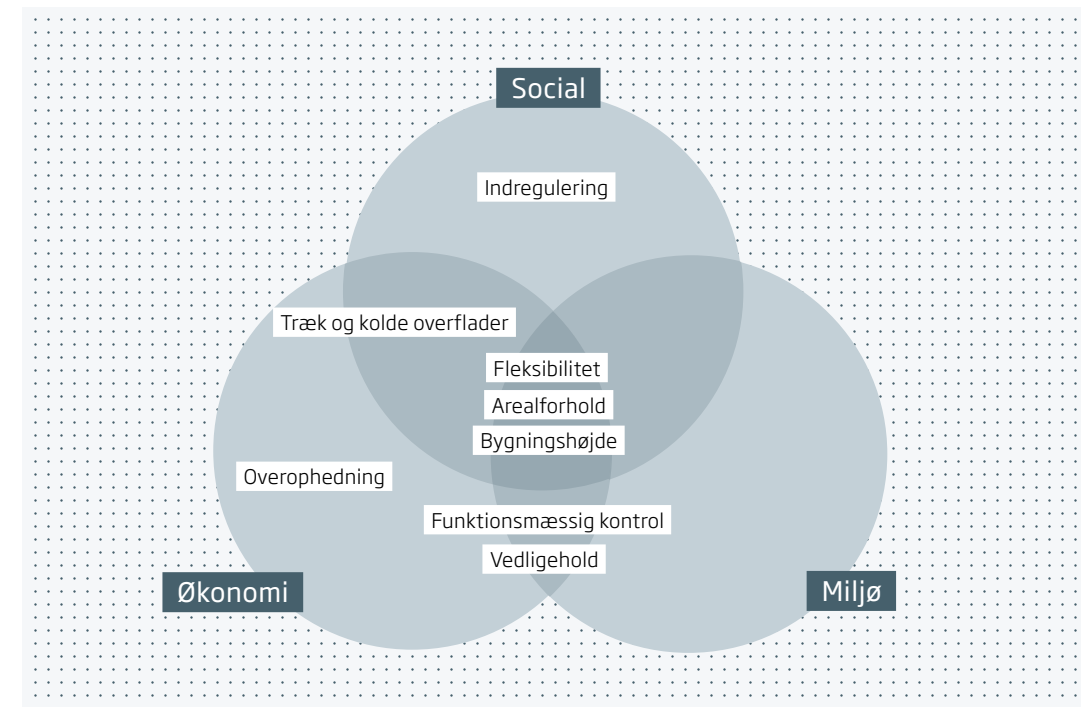 Social
Indregulering
Træk og kolde overflader
Fleksibilitet
Arealforhold
Bygningshøjde
Overophedning
Funktionsmæssig kontrol
Vedligehold
Økonomi
Miljø